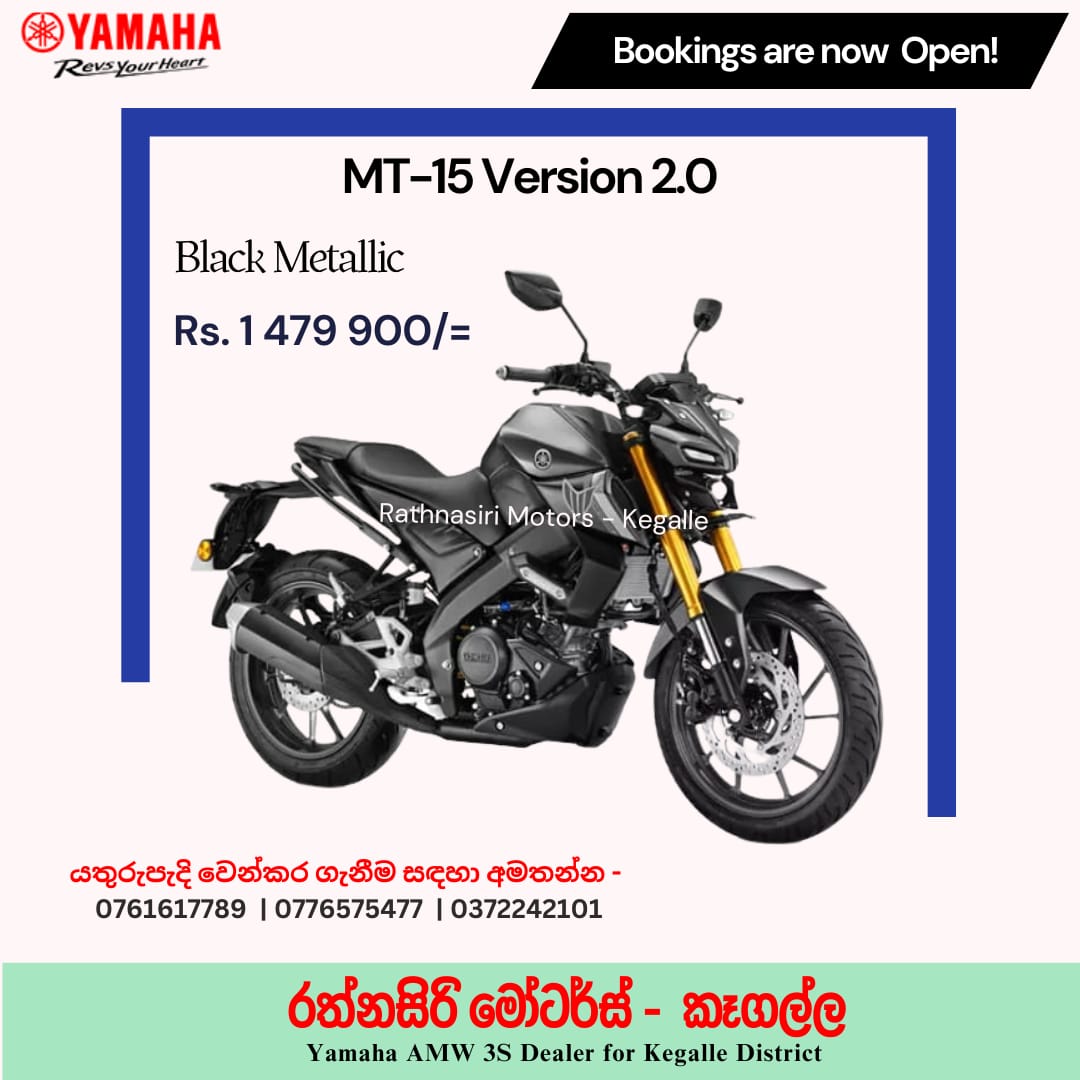 YAMAHA
Revs Your Heart
Bookings are now Open!
MT-15 Version 2.0
Black Metallic
Rs. 1 479 900/=
Rathnasiri Motors - Kegalle
යතුරුපැදි වෙන්කර ගැනීම සඳහා අමතන්න -
0761617789 | 0776575477 | 0372242101
රත්නසිරි මෝටර්ස් - කෑගල්ල
Yamaha AMW 3S Dealer for Kegalle District